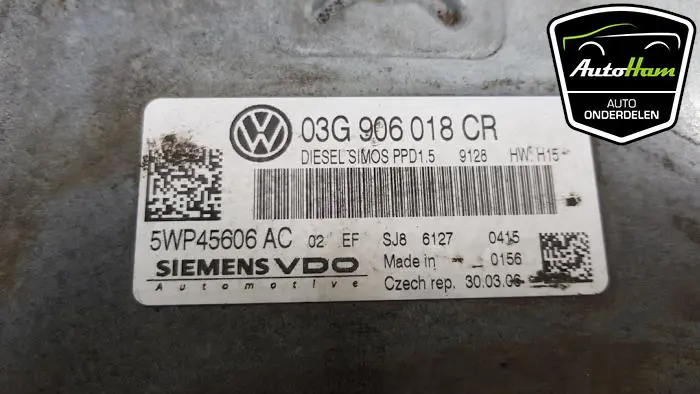 AutoHam
AUTO
ONDERDELEN
03G 906 018 CR
DIESEL SIMOS PPD1.5 9128 HW: H15
5WP45606 AC 02 EF SJ8 6127 0415
SIEMENS VDO Made in 0156
Automotive Czech rep. 30.03.06